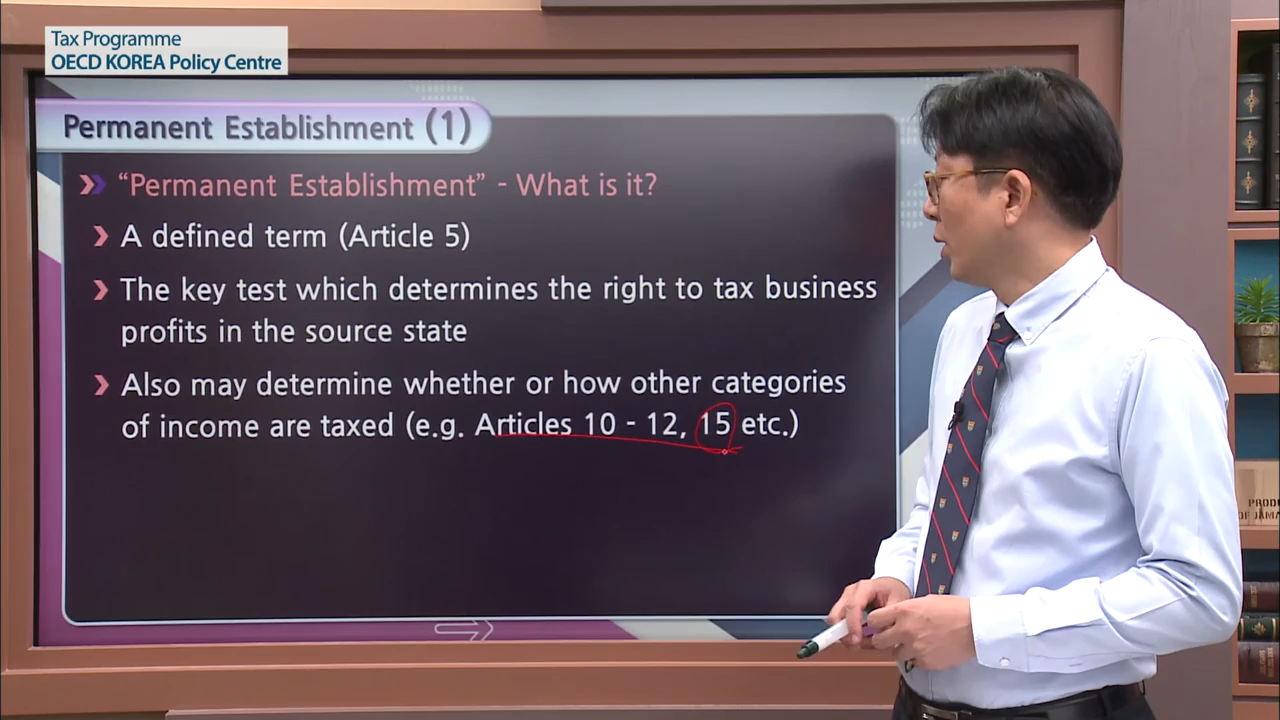 Tax Programme
OECD KOREA Policy Centre
Permanent Establishment (1)
"Permanent Establishment" - What is it?
A defined term (Article 5)
The key test which determines the right to tax business
profits in the source state
Also may determine whether or how other categories
of income are taxed (e.g. Articles 10 - 12, 15 etc.)